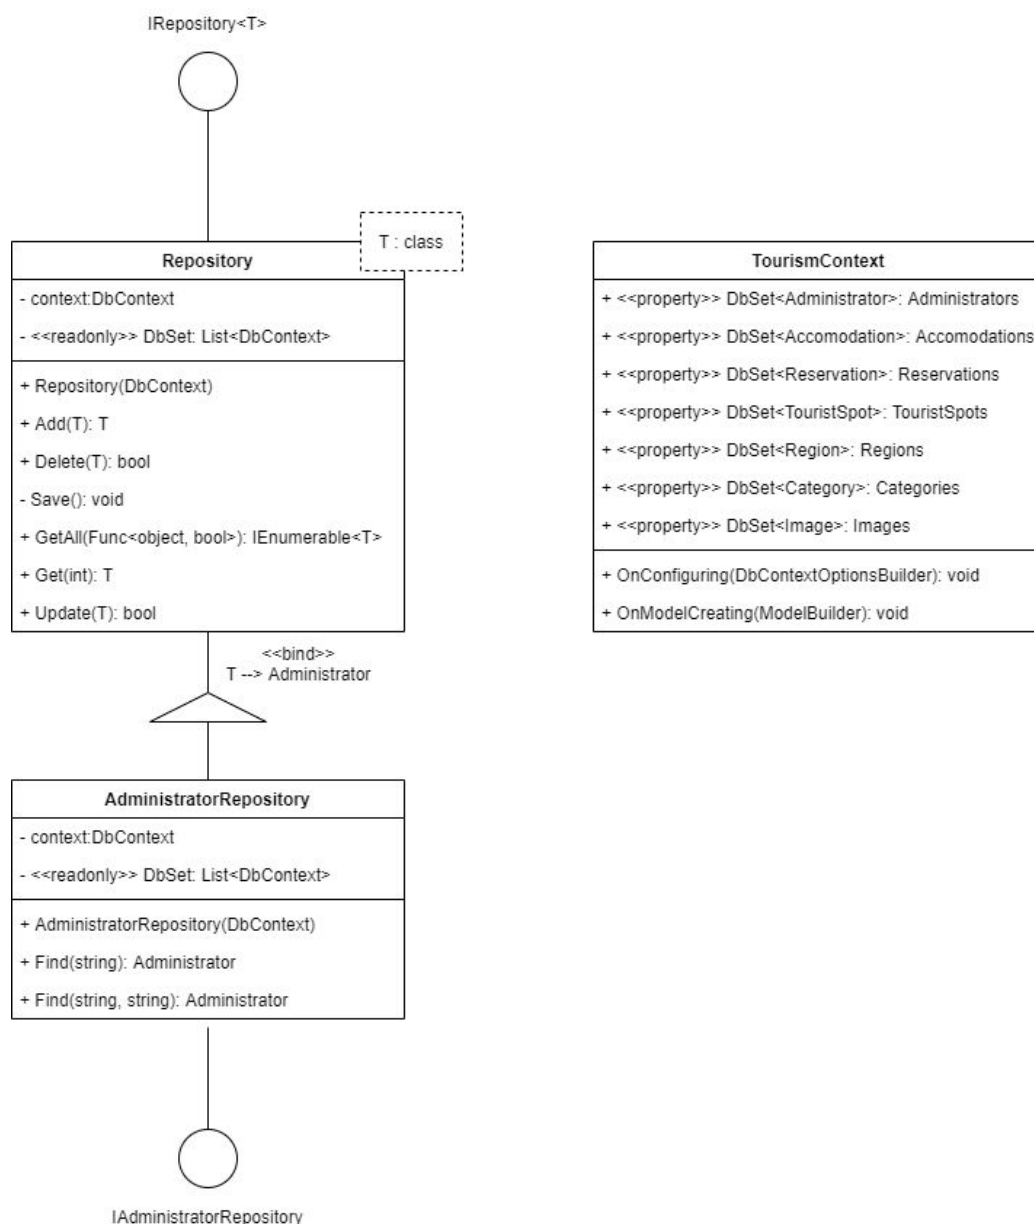 IRepository<T>
T : class
Repository
- context:DbContext
- <<readonly>> DbSet: List<DbContext>
+ Repository(DbContext)
+ Add(T): T
+ Delete(T): bool
- Save(): void
+ GetAll(Func<object, bool>): IEnumerable<T>
+ Get(int): T
+ Update(T): bool
<<bind>>
T --> Administrator
AdministratorRepository
- context:DbContext
- <<readonly>> DbSet: List<DbContext>
+ AdministratorRepository(DbContext)
+ Find(string): Administrator
+ Find(string, string): Administrator
IAdministratorRepository
TourismContext
+ <<property>> DbSet<Administrator>: Administrators
+ <<property>> DbSet<Accomodation>: Accomodations
+ <<property>> DbSet<Reservation>: Reservations
+ <<property>> DbSet<TouristSpot>: TouristSpots
+ <<property>> DbSet<Region>: Regions
+ <<property>> DbSet<Category>: Categories
+ <<property>> DbSet<Image>: Images
+ OnConfiguring(DbContextOptionsBuilder): void
+ OnModelCreating(ModelBuilder): void